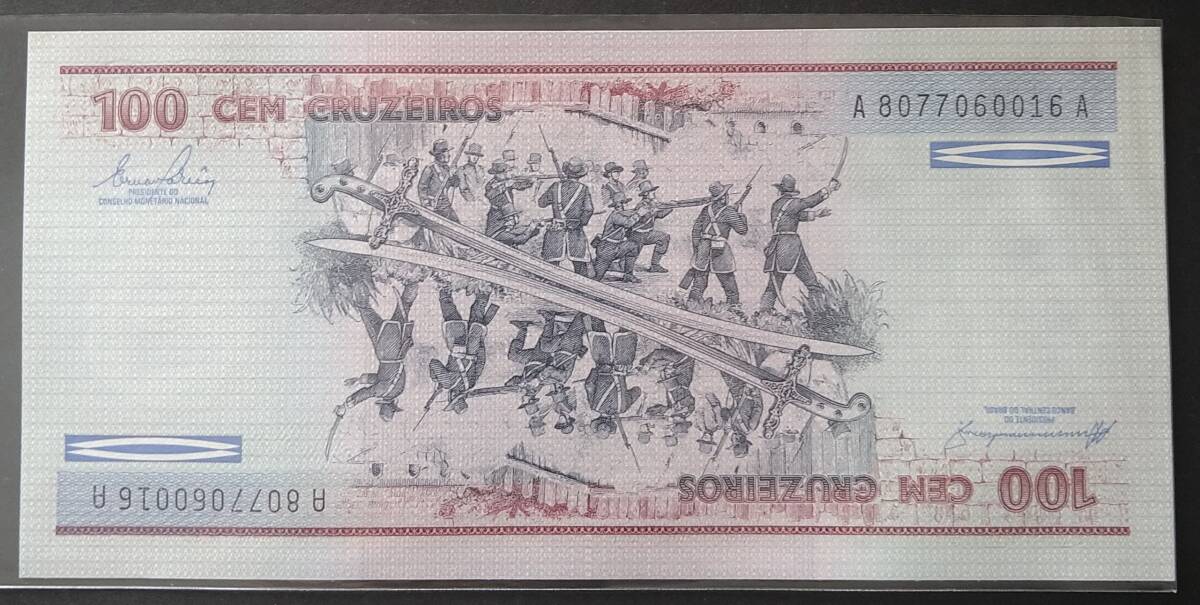 100 CEM CRUZEIROS
A 8077060016 A
PRESIDENTE DO
CONSELHO MONETÁRIO NACIONAL
PRESIDENTE DO
BANCO CENTRAL DO BRASIL
A 8077060016 A
100 CEM CRUZEIROS